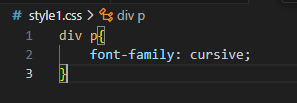 # style1.css > div p
1 div p{
2 font-family: cursive;
3 }